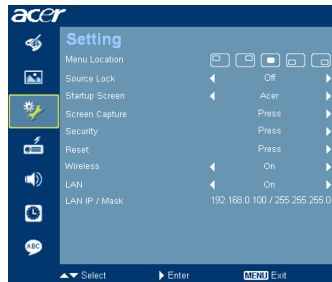 acer
Setting
Menu Location
Source Lock Off
Startup Screen Acer
Screen Capture Press
Security Press
Reset Press
Wireless On
LAN On
LAN IP / Mask 192.168.0.100 / 255.255.255.0
ABC
Select Enter MENU Exit